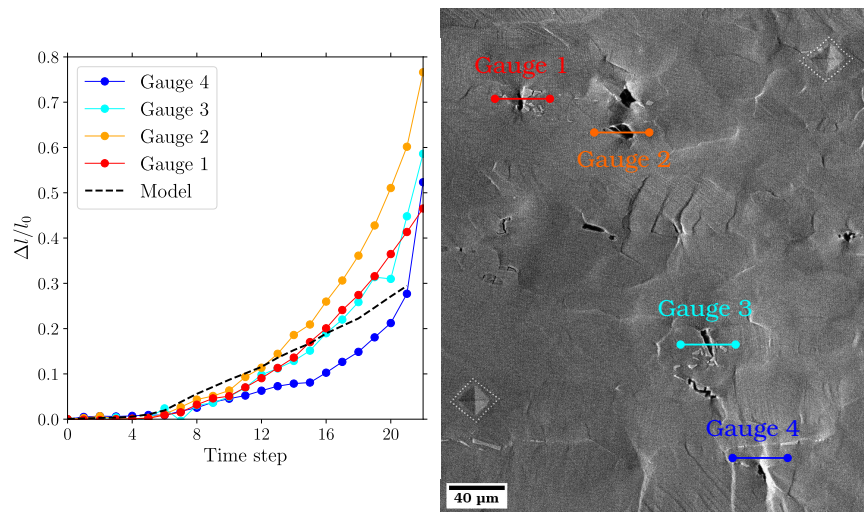 0.8
0.7
0.6
0.5
0.4
0.3
0.2
0.1
0.0
Δl/l₀
0 4 8 12 16 20
Time step
Gauge 4
Gauge 3
Gauge 2
Gauge 1
Model
Gauge 1
Gauge 2
Gauge 3
Gauge 4
40 µm